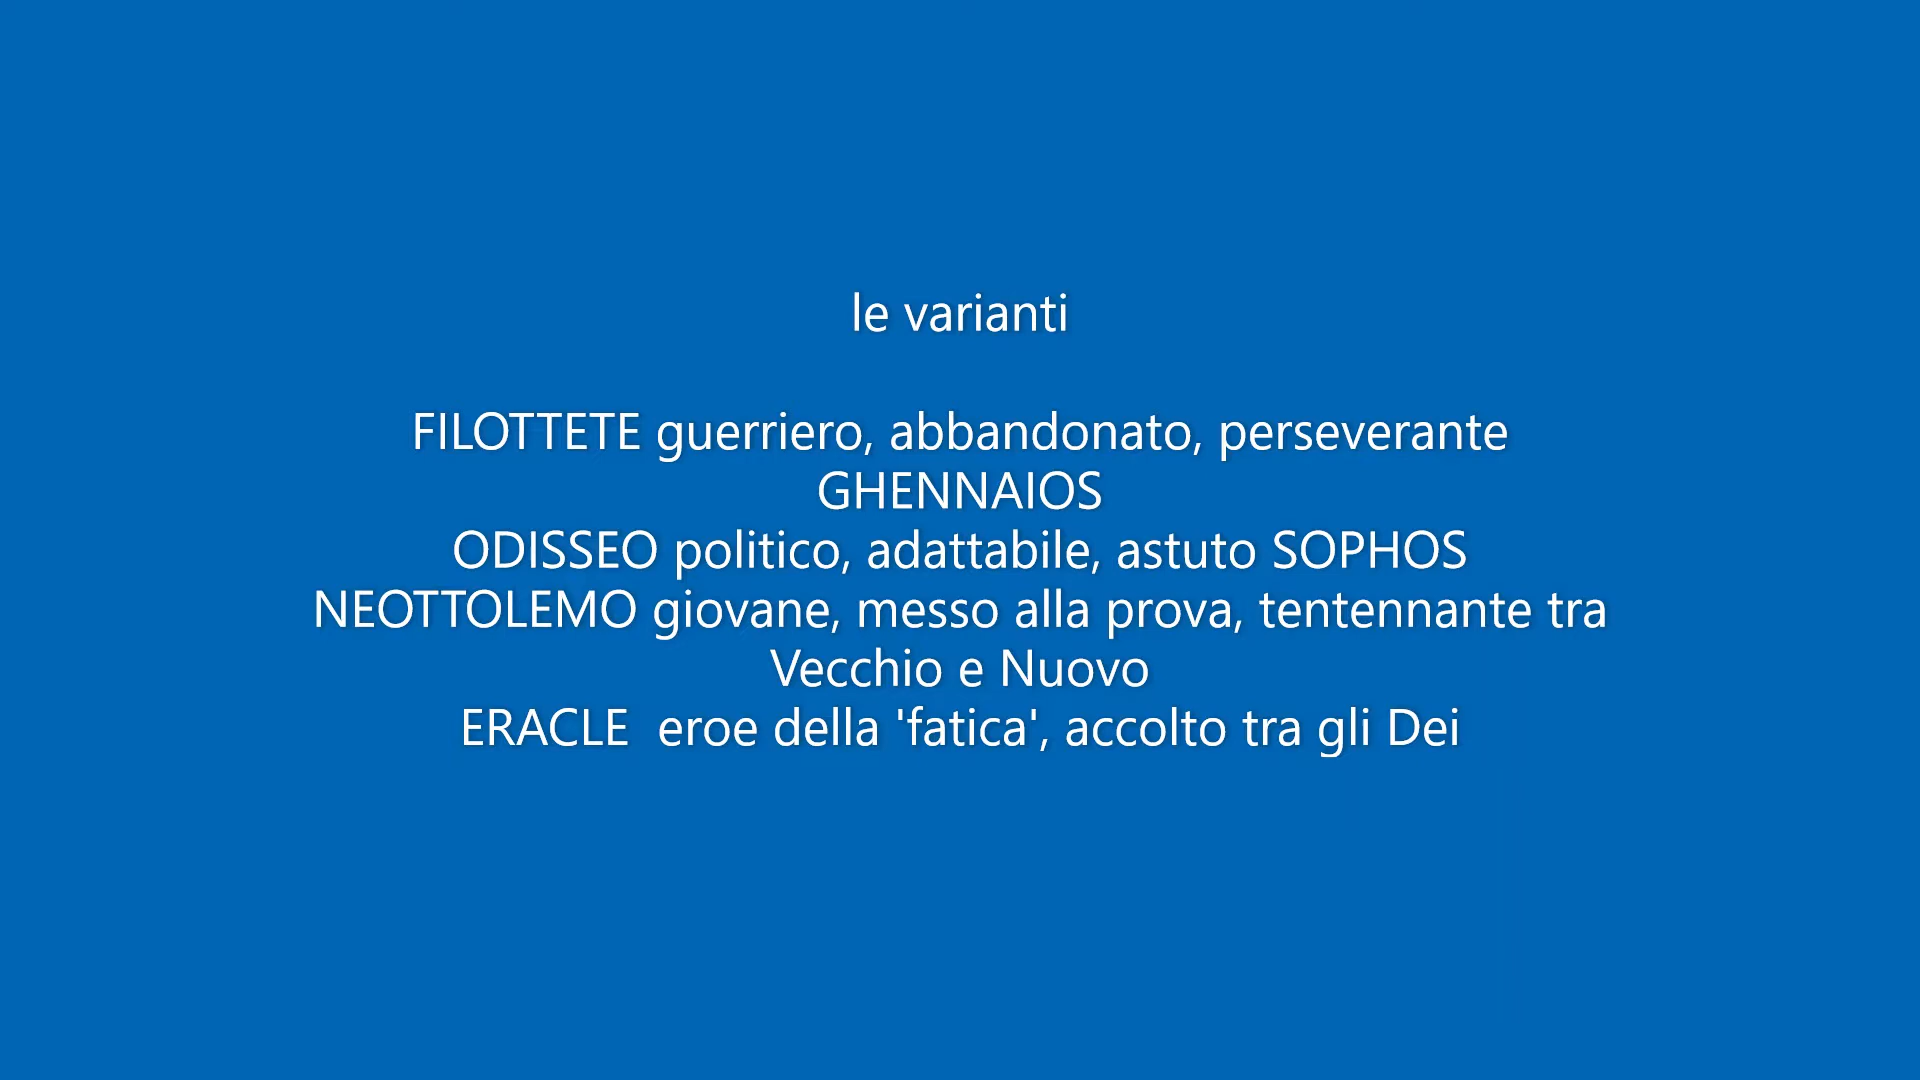 le varianti
FILOTTETE guerriero, abbandonato, perseverante
GHENNAIOS
ODISSEO politico, adattabile, astuto SOPHOS
NEOTTOLEMO giovane, messo alla prova, tentennante tra
Vecchio e Nuovo
ERACLE  eroe della 'fatica', accolto tra gli Dei